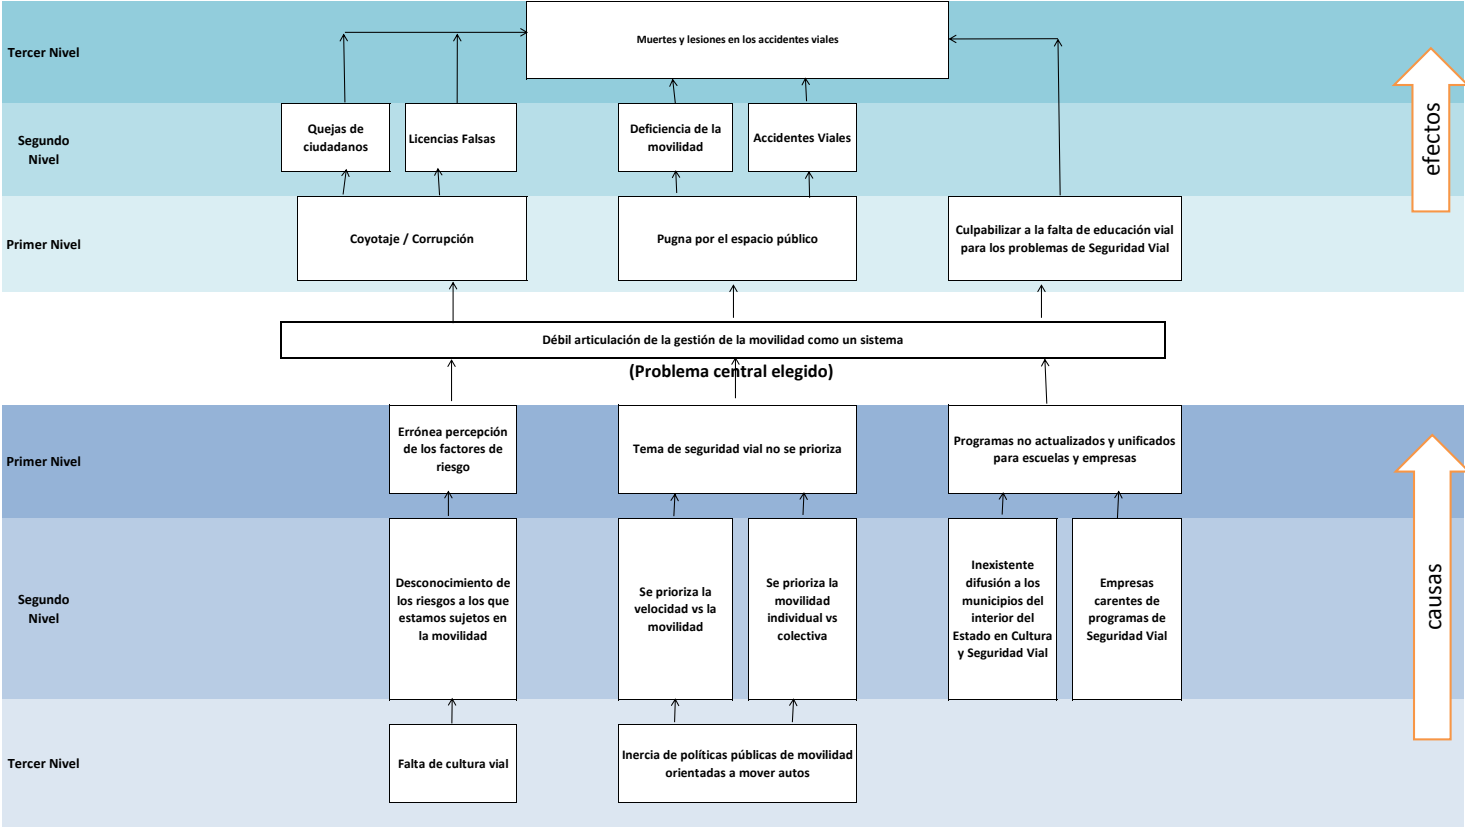 Tercer Nivel
Muertes y lesiones en los accidentes viales
efectos
Segundo
Nivel
Quejas de
ciudadanos
Licencias Falsas
Deficiencia de la
movilidad
Accidentes Viales
Primer Nivel
Coyotaje / Corrupción
Pugna por el espacio público
Culpabilizar a la falta de educación vial
para los problemas de Seguridad Vial
Débil articulación de la gestión de la movilidad como un sistema
(Problema central elegido)
Primer Nivel
Errónea percepción
de los factores de
riesgo
Tema de seguridad vial no se prioriza
Programas no actualizados y unificados
para escuelas y empresas
causas
Segundo
Nivel
Desconocimiento de
los riesgos a los que
estamos sujetos en
la movilidad
Se prioriza la
velocidad vs la
movilidad
Se prioriza la
movilidad
individual vs
colectiva
Inexistente
difusión a los
municipios del
interior del
Estado en Cultura
y Seguridad Vial
Empresas
carentes de
programas de
Seguridad Vial
Tercer Nivel
Falta de cultura vial
Inercia de políticas públicas de movilidad
orientadas a mover autos